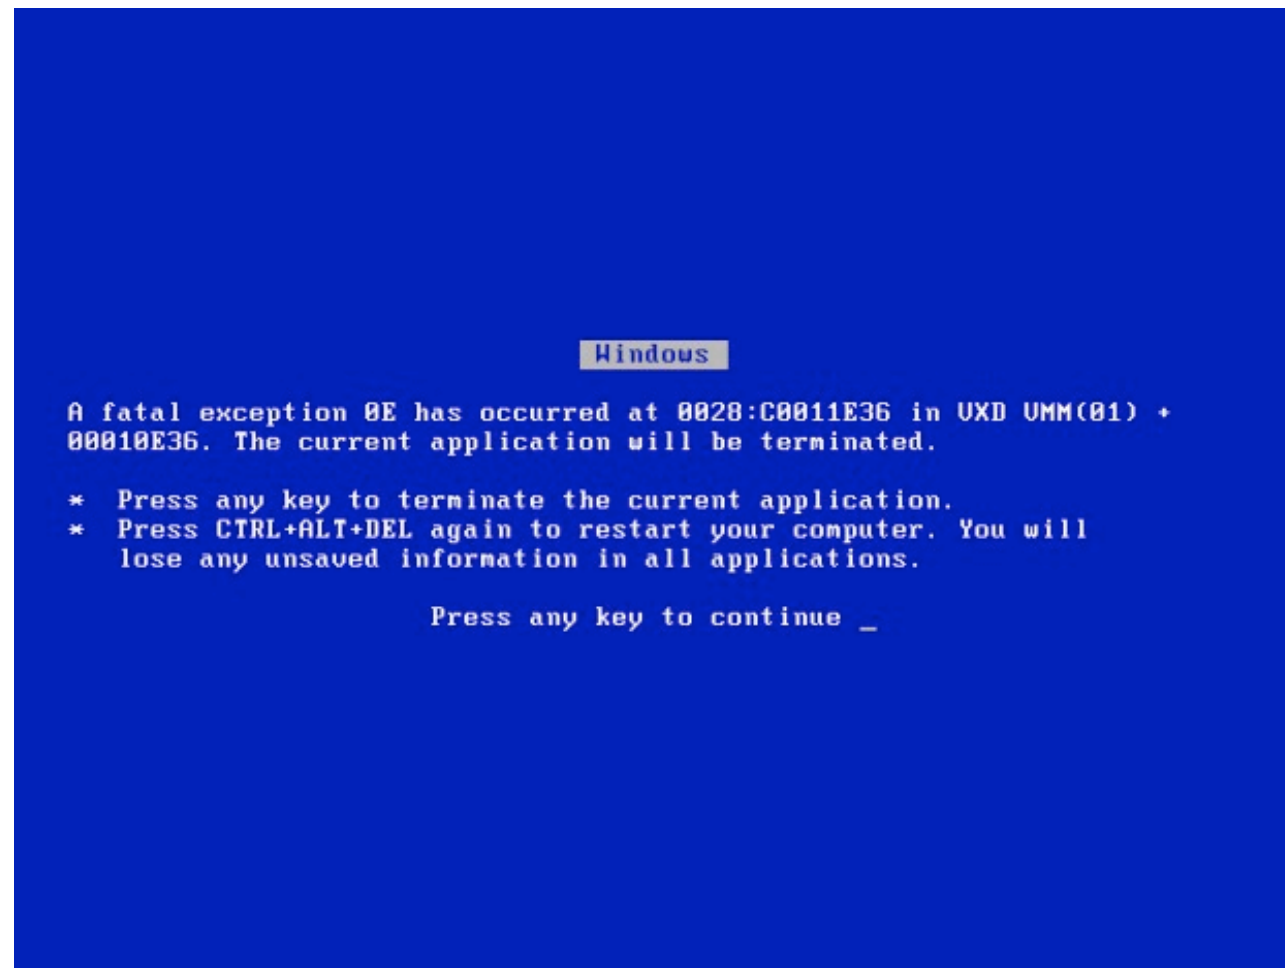 Windows
A fatal exception 0E has occurred at 0028:C0011E36 in VXD VMM(01) +
00010E36. The current application will be terminated.
* Press any key to terminate the current application.
* Press CTRL+ALT+DEL again to restart your computer. You will
lose any unsaved information in all applications.
Press any key to continue _